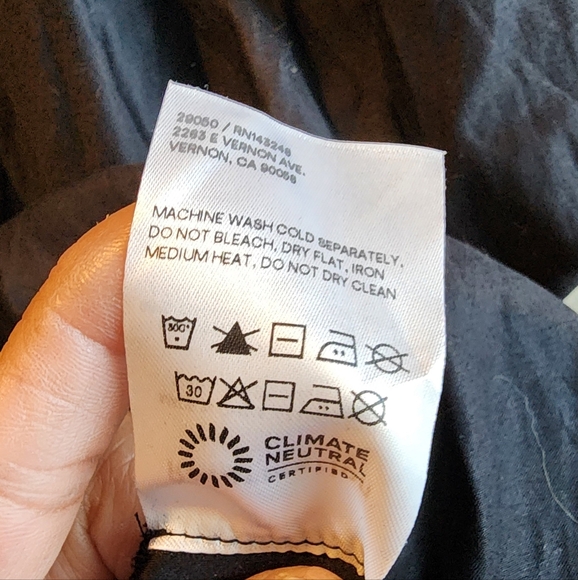 29050 / RN143246
2263 E VERNON AVE.
VERNON, CA 90058
MACHINE WASH COLD SEPARATELY,
DO NOT BLEACH, DRY FLAT, IRON
MEDIUM HEAT, DO NOT DRY CLEAN
30
CLIMATE
NEUTRAL
CERTIFIED